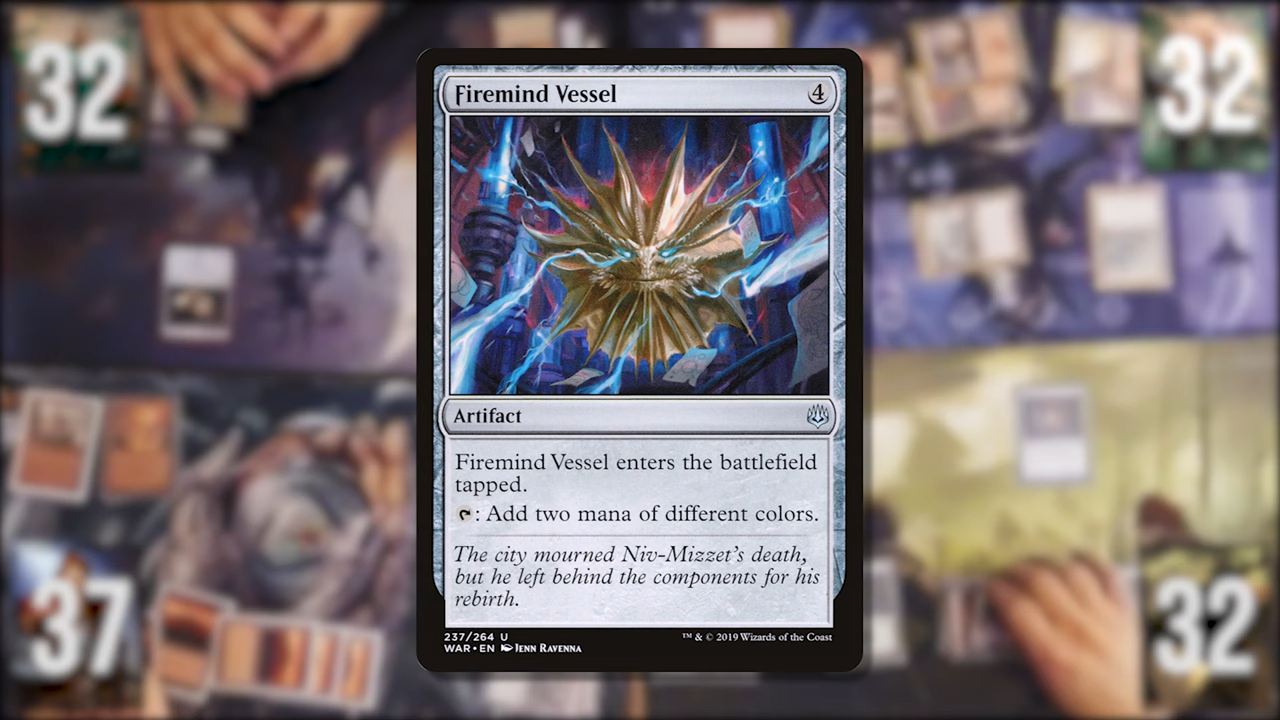 32
32
Firemind Vessel 4
Artifact
Firemind Vessel enters the battlefield
tapped.
: Add two mana of different colors.
The city mourned Niv-Mizzet's death,
but he left behind the components for his
rebirth.
237/264 U
WAR • EN Jenn Ravenna
™ & © 2019 Wizards of the Coast
37
32